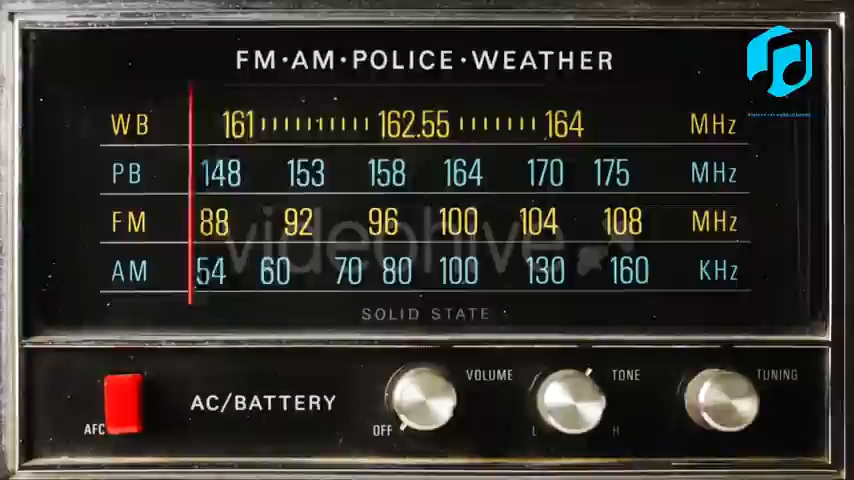 FM·AM·POLICE·WEATHER
WB 161 162.55 164 MHz
PB 148 153 158 164 170 175 MHz
FM 88 92 96 100 104 108 MHz
AM 54 60 70 80 100 130 160 KHz
videohive
SOLID STATE
VOLUME TONE TUNING
AC/BATTERY
AFC OFF L H